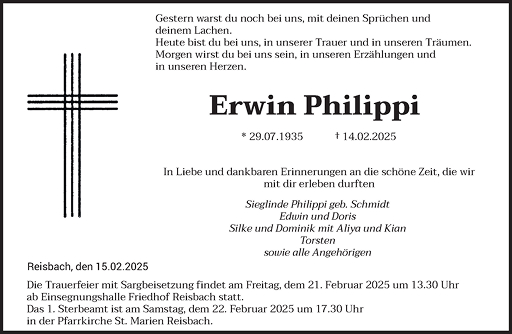 Gestern warst du noch bei uns, mit deinen Sprüchen und
deinem Lachen.
Heute bist du bei uns, in unserer Trauer und in unseren Träumen.
Morgen wirst du bei uns sein, in unseren Erzählungen und
in unseren Herzen.
Erwin Philippi
* 29.07.1935 † 14.02.2025
In Liebe und dankbaren Erinnerungen an die schöne Zeit, die wir
mit dir erleben durften
Sieglinde Philippi geb. Schmidt
Edwin und Doris
Silke und Dominik mit Aliya und Kian
Torsten
sowie alle Angehörigen
Reisbach, den 15.02.2025
Die Trauerfeier mit Sargbeisetzung findet am Freitag, dem 21. Februar 2025 um 13.30 Uhr
ab Einsegnungshalle Friedhof Reisbach statt.
Das 1. Sterbeamt ist am Samstag, dem 22. Februar 2025 um 17.30 Uhr
in der Pfarrkirche St. Marien Reisbach.